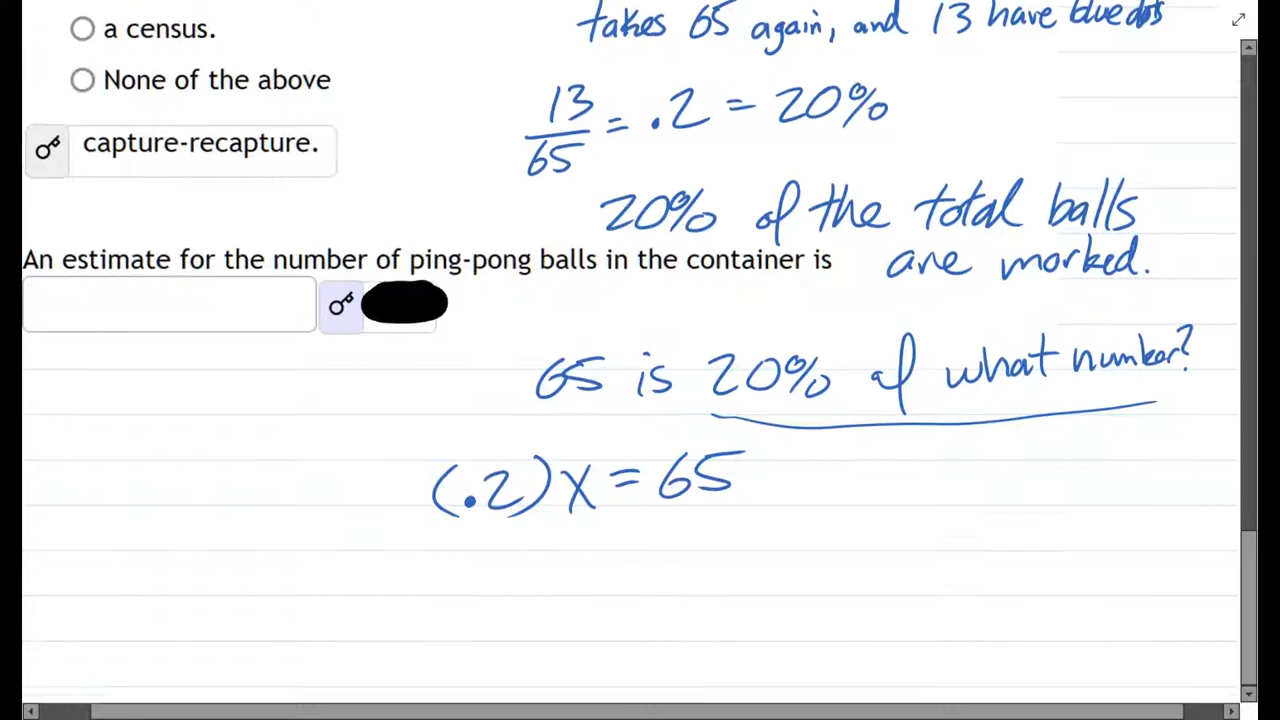 a census.
None of the above
capture-recapture.
An estimate for the number of ping-pong balls in the container is
takes 65 again, and 13 have blue dots
13/65 = .2 = 20%
20% of the total balls
are marked.
65 is 20% of what number?
(.2)x = 65